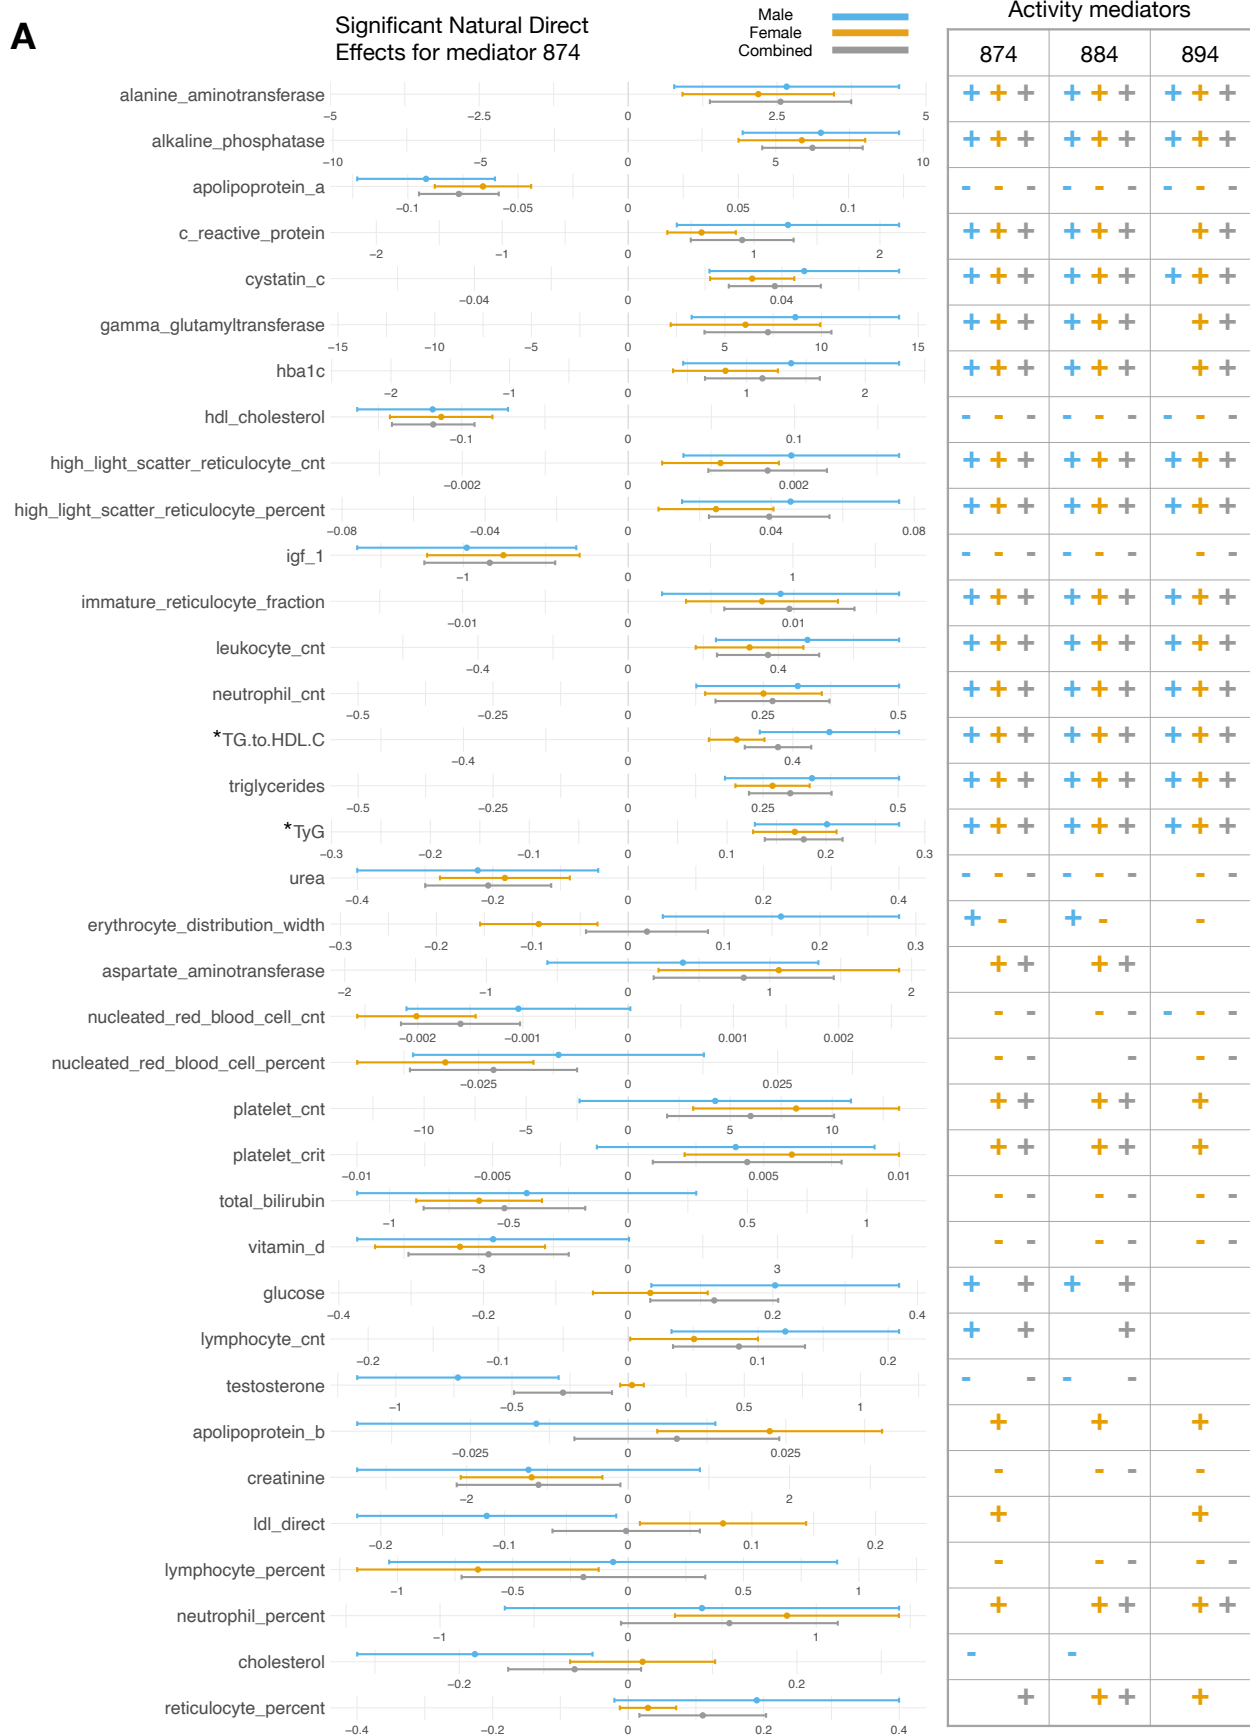 A
Significant Natural Direct
Effects for mediator 874
Male
Female
Combined
Activity mediators
874 884 894
alanine_aminotransferase + + + + + + + + +
−5 −2.5 0 2.5 5
alkaline_phosphatase + + + + + + + + +
−10 −5 0 5 10
apolipoprotein_a - - - - - - - - -
−0.1 −0.05 0 0.05 0.1
c_reactive_protein + + + + + + + +
−2 −1 0 1 2
cystatin_c + + + + + + + + +
−0.04 0 0.04
gamma_glutamyltransferase + + + + + + + +
−15 −10 −5 0 5 10 15
hba1c + + + + + + + +
−2 −1 0 1 2
hdl_cholesterol - - - - - - - - -
−0.1 0 0.1
high_light_scatter_reticulocyte_cnt + + + + + + + + +
−0.002 0 0.002
high_light_scatter_reticulocyte_percent + + + + + + + + +
−0.08 −0.04 0 0.04 0.08
igf_1 - - - - - - - -
−1 0 1
immature_reticulocyte_fraction + + + + + + + + +
−0.01 0 0.01
leukocyte_cnt + + + + + + + + +
−0.4 0 0.4
neutrophil_cnt + + + + + + + + +
−0.5 −0.25 0 0.25 0.5
*TG.to.HDL.C + + + + + + + + +
−0.4 0 0.4
triglycerides + + + + + + + + +
−0.5 −0.25 0 0.25 0.5
*TyG + + + + + + + + +
−0.3 −0.2 −0.1 0 0.1 0.2 0.3
urea - - - - - - - -
−0.4 −0.2 0 0.2 0.4
erythrocyte_distribution_width + - + - -
−0.3 −0.2 −0.1 0 0.1 0.2 0.3
aspartate_aminotransferase + + + +
−2 −1 0 1 2
nucleated_red_blood_cell_cnt - - - - - - -
−0.002 −0.001 0 0.001 0.002
nucleated_red_blood_cell_percent - - - - -
−0.025 0 0.025
platelet_cnt + + + + +
−10 −5 0 5 10
platelet_crit + + + + +
−0.01 −0.005 0 0.005 0.01
total_bilirubin - - - - - -
−1 −0.5 0 0.5 1
vitamin_d - - - - - -
−3 0 3
glucose + + + +
−0.4 −0.2 0 0.2 0.4
lymphocyte_cnt + + +
−0.2 −0.1 0 0.1 0.2
testosterone - - - -
−1 −0.5 0 0.5 1
apolipoprotein_b + + +
−0.025 0 0.025
creatinine - - - -
−2 0 2
ldl_direct + +
−0.2 −0.1 0 0.1 0.2
lymphocyte_percent - - - - -
−1 −0.5 0 0.5 1
neutrophil_percent + + + + +
−1 0 1
cholesterol - -
−0.2 0 0.2
reticulocyte_percent + + + +
−0.4 −0.2 0 0.2 0.4